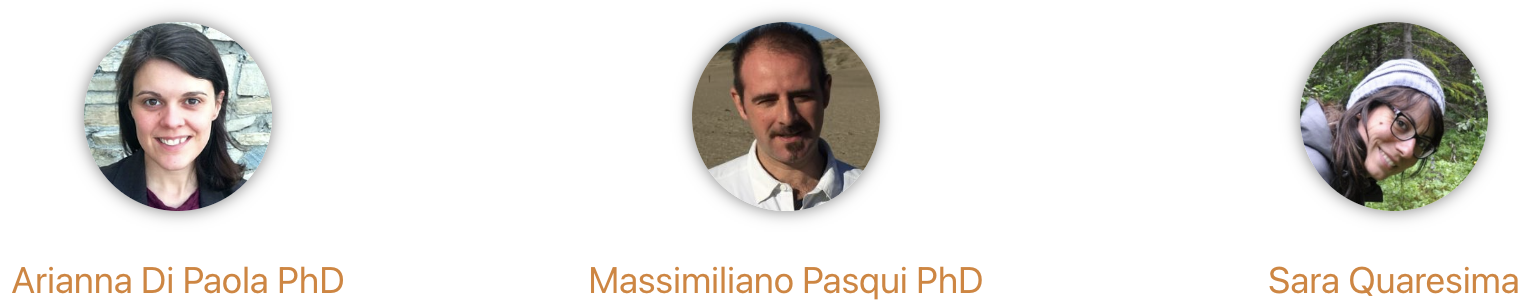 Arianna Di Paola PhD
Massimiliano Pasqui PhD
Sara Quaresima